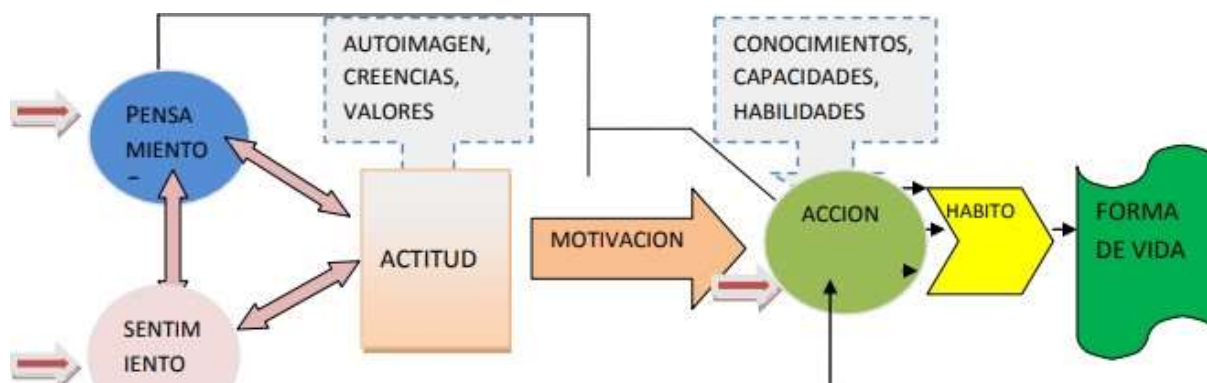 AUTOIMAGEN,
CREENCIAS,
VALORES
CONOCIMIENTOS,
CAPACIDADES,
HABILIDADES
PENSA
MIENTO
ACTITUD
MOTIVACION
ACCION
HABITO
FORMA
DE VIDA
SENTIM
IENTO